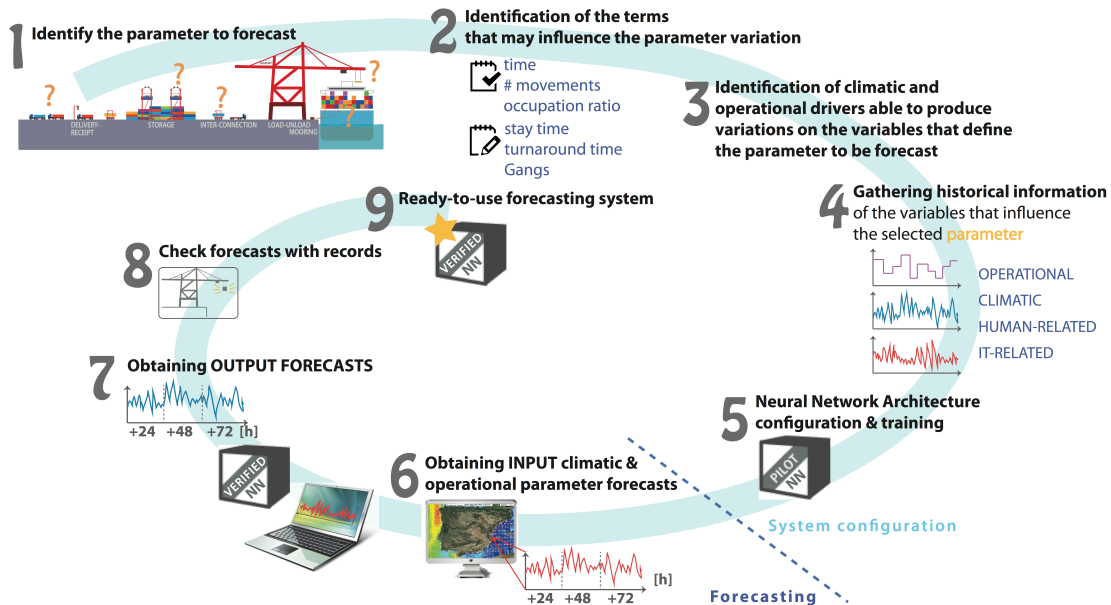 1 Identify the parameter to forecast
?
?
?
?
?
DELIVERY-
RECEIPT
STORAGE
INTER-CONNECTION
LOAD-UNLOAD
MOORING
2 Identification of the terms
that may influence the parameter variation
time
# movements
occupation ratio
stay time
turnaround time
Gangs
3 Identification of climatic and
operational drivers able to produce
variations on the variables that define
the parameter to be forecast
4 Gathering historical information
of the variables that influence
the selected parameter
OPERATIONAL
CLIMATIC
HUMAN-RELATED
IT-RELATED
5 Neural Network Architecture
configuration & training
PILOT
NN
System configuration
Forecasting
6 Obtaining INPUT climatic &
operational parameter forecasts
+24 +48 +72 [h]
7 Obtaining OUTPUT FORECASTS
+24 +48 +72 [h]
VERIFIED
NN
8 Check forecasts with records
9 Ready-to-use forecasting system
VERIFIED
NN